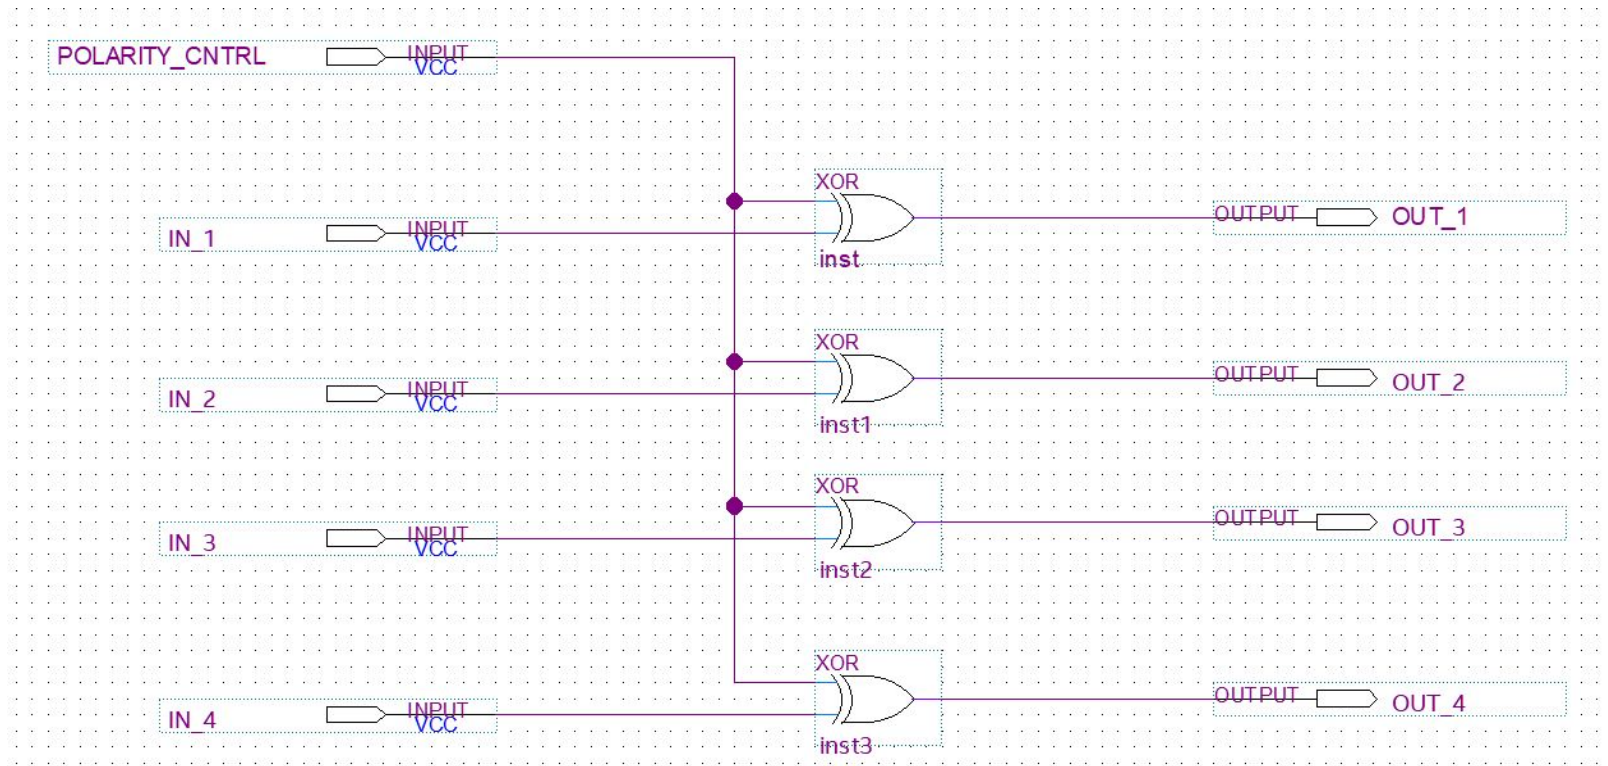 POLARITY_CNTRL INPUT
VCC
XOR
IN_1 INPUT OUTPUT OUT_1
VCC
inst
XOR
IN_2 INPUT OUTPUT OUT_2
VCC
inst1
XOR
IN_3 INPUT OUTPUT OUT_3
VCC
inst2
XOR
IN_4 INPUT OUTPUT OUT_4
VCC
inst3